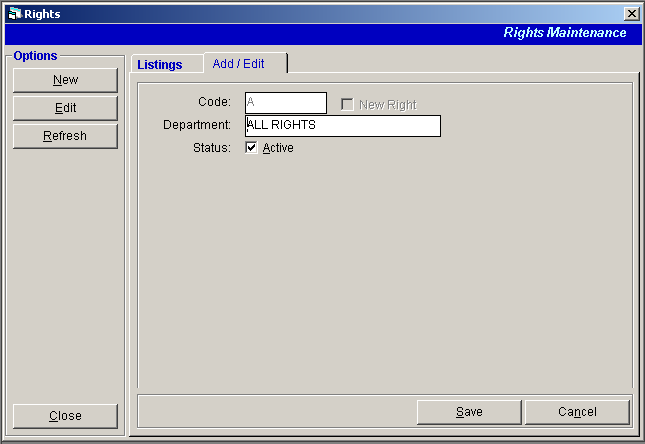 Rights
Rights Maintenance
Options
New
Edit
Refresh
Close
Listings
Add / Edit
Code: A New Right
Department: ALL RIGHTS
Status: Active
Save Cancel